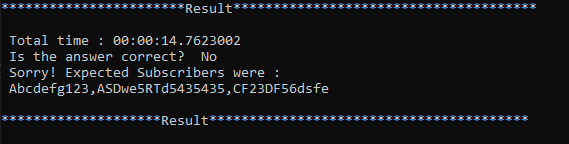 ***********************Result**************************************
Total time : 00:00:14.7623002
Is the answer correct?  No
Sorry! Expected Subscribers were :
Abcdefg123,ASDwe5RTd5435435,CF23DF56dsfe
********************Result****************************************